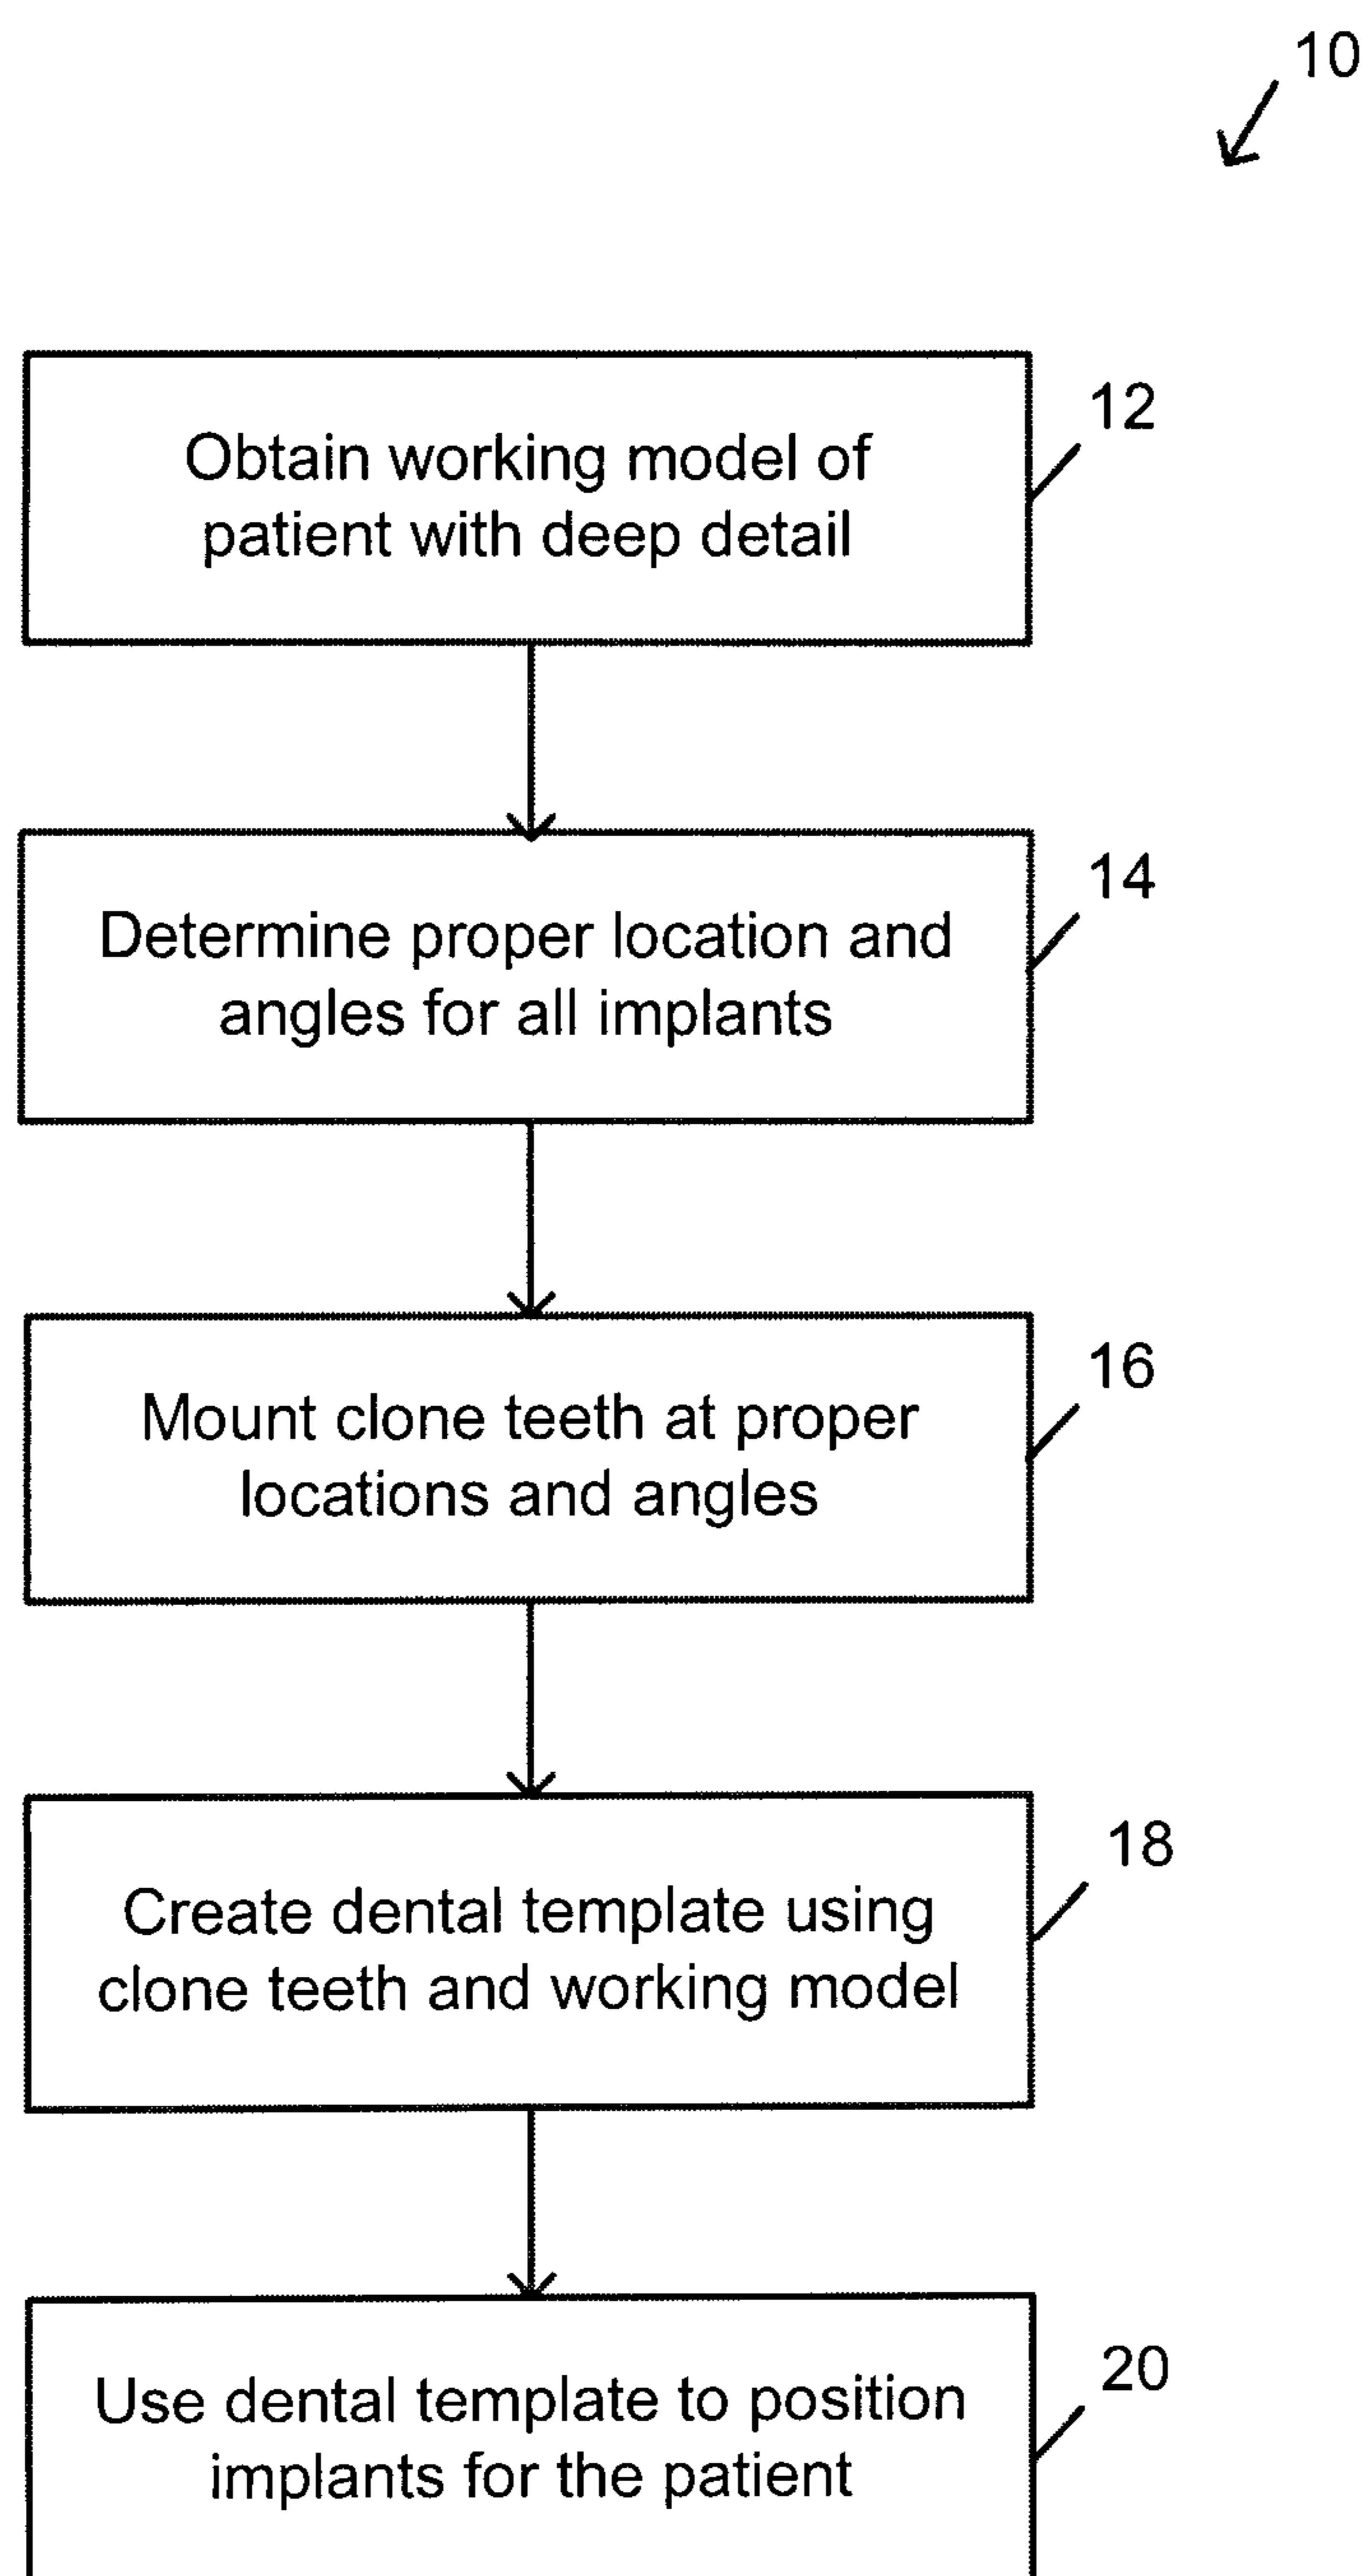 10
Obtain working model of
patient with deep detail
12
Determine proper location and
angles for all implants
14
Mount clone teeth at proper
locations and angles
16
Create dental template using
clone teeth and working model
18
Use dental template to position
implants for the patient
20